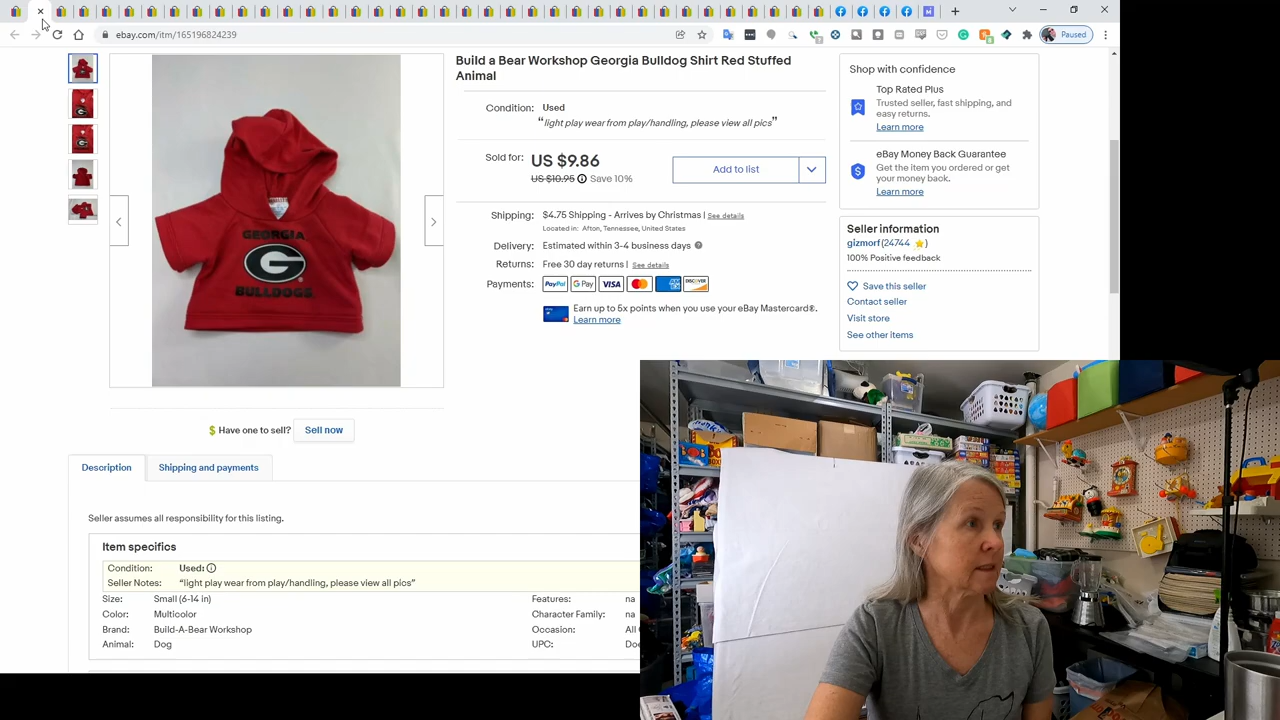 ebay.com/itm/165196824239
Paused
Build a Bear Workshop Georgia Bulldog Shirt Red Stuffed
Animal
Condition: Used
"light play wear from play/handling, please view all pics"
Sold for: US $9.86
US $10.95 Save 10%
Add to list
Shipping: $4.75 Shipping - Arrives by Christmas | See details
Located in: Afton, Tennessee, United States
Delivery: Estimated within 3-4 business days
Returns: Free 30 day returns | See details
Payments: PayPal G Pay VISA DISCOVER
Earn up to 5x points when you use your eBay Mastercard®.
Learn more
Shop with confidence
Top Rated Plus
Trusted seller, fast shipping, and
easy returns.
Learn more
eBay Money Back Guarantee
Get the item you ordered or get
your money back.
Learn more
Seller information
gizmorf (24744)
100% Positive feedback
Save this seller
Contact seller
Visit store
See other items
GEORGIA
G
BULLDOGS
$ Have one to sell? Sell now
Description
Shipping and payments
Seller assumes all responsibility for this listing.
Item specifics
Condition: Used:
Seller Notes: "light play wear from play/handling, please view all pics"
Size: Small (6-14 in)
Features: na
Color: Multicolor
Character Family: na
Brand: Build-A-Bear Workshop
Occasion: All
Animal: Dog
UPC: